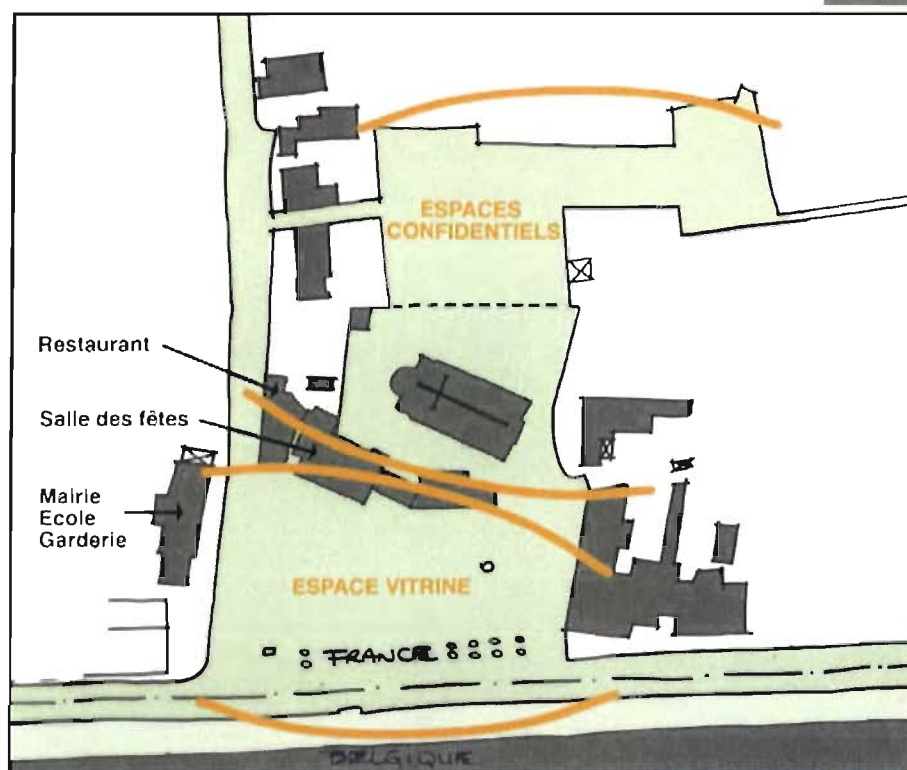 ESPACES
CONFIDENTIELS
Restaurant
Salle des fêtes
Mairie
Ecole
Garderie
ESPACE VITRINE
FRANCE
BELGIQUE